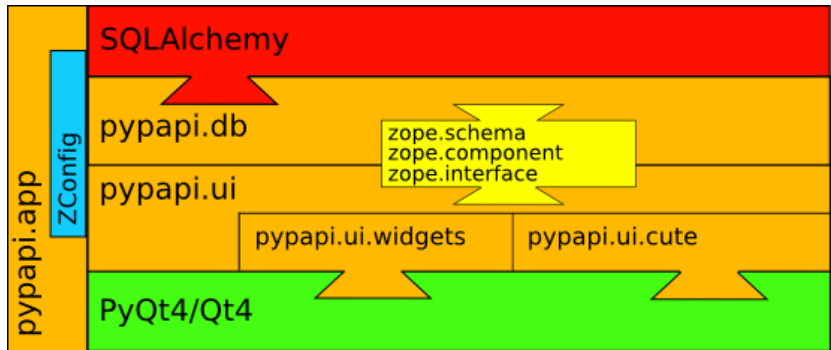 SQLAlchemy
pypapi.db
zope.schema
zope.component
zope.interface
pypapi.ui
pypapi.ui.widgets
pypapi.ui.cute
PyQt4/Qt4
pypapi.app
ZConfig